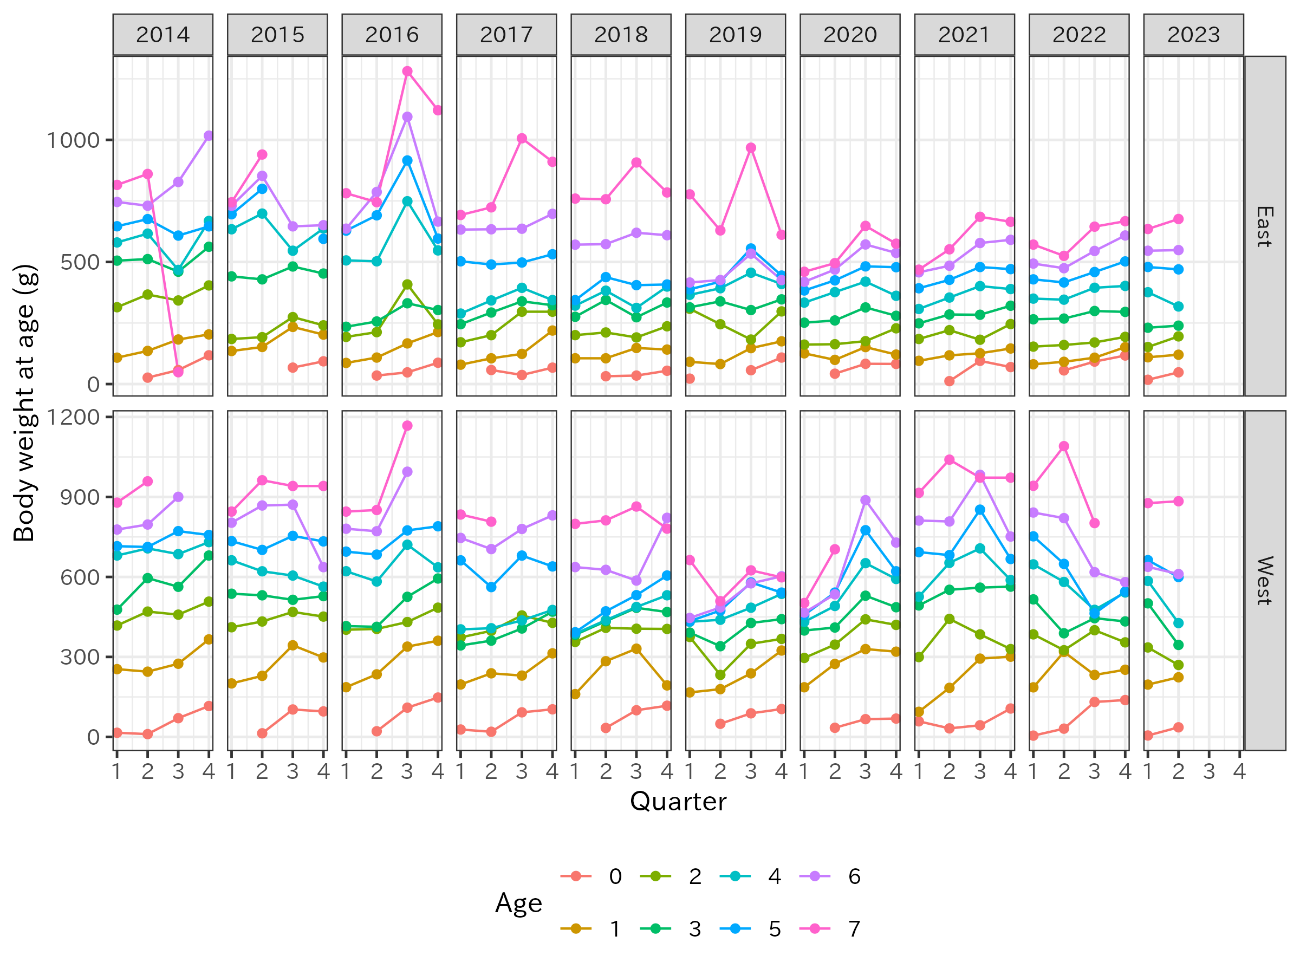 2014 2015 2016 2017 2018 2019 2020 2021 2022 2023
Body weight at age (g)
1000
500
0
East
1200
900
600
300
0
West
1 2 3 4 1 2 3 4 1 2 3 4 1 2 3 4 1 2 3 4 1 2 3 4 1 2 3 4 1 2 3 4 1 2 3 4 1 2 3 4
Quarter
Age
0 2 4 6
1 3 5 7